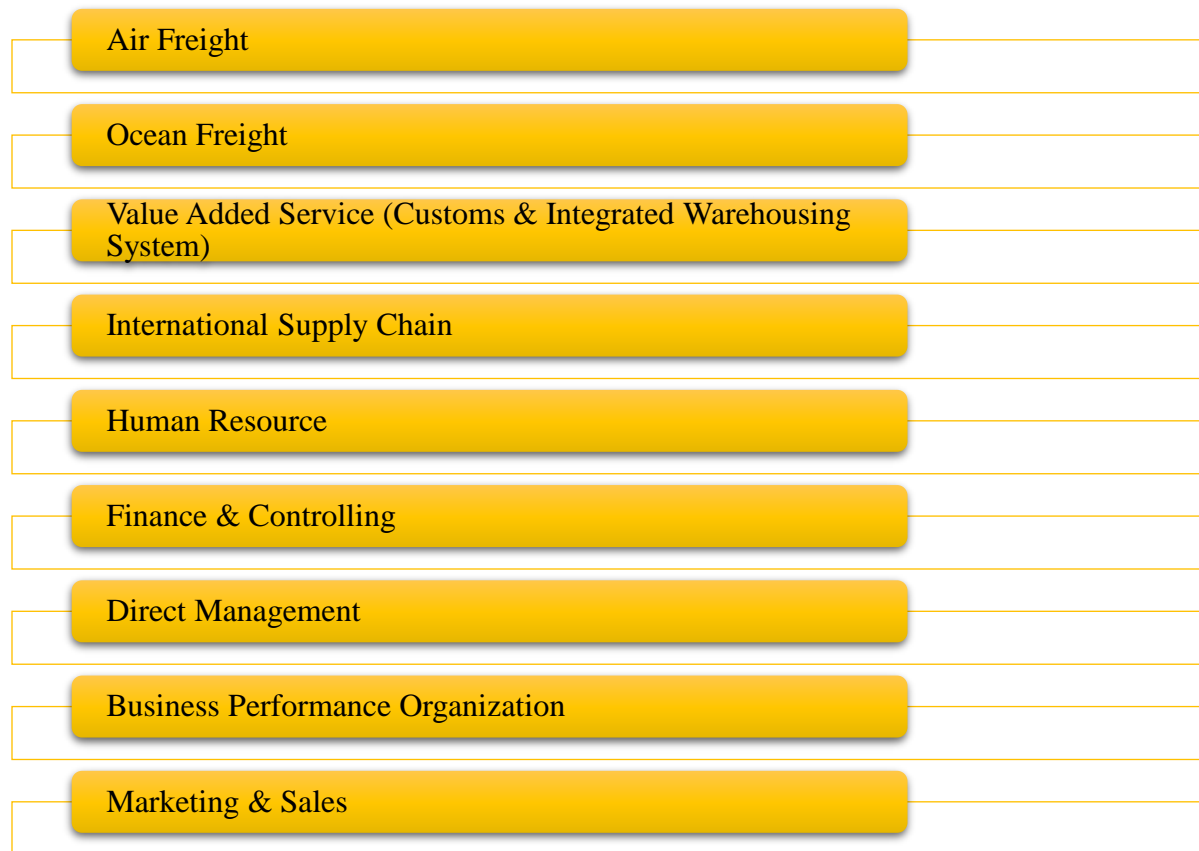 Air Freight
Ocean Freight
Value Added Service (Customs & Integrated Warehousing
System)
International Supply Chain
Human Resource
Finance & Controlling
Direct Management
Business Performance Organization
Marketing & Sales